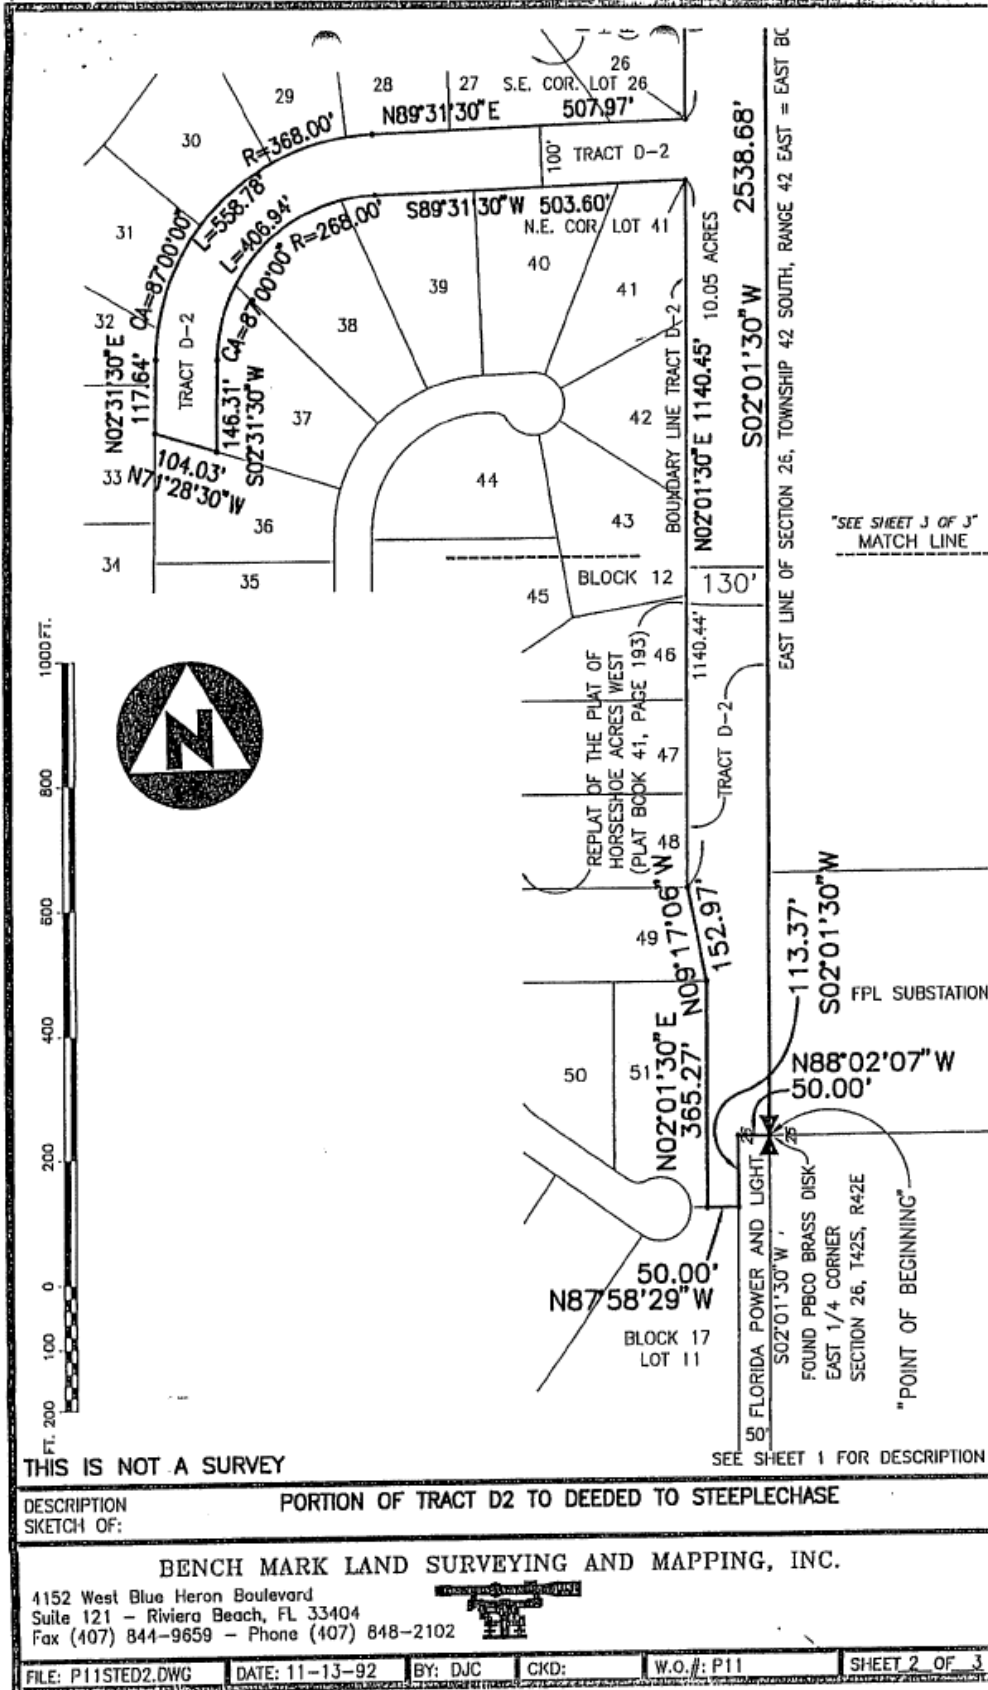 26
S.E. COR. LOT 26
27
28
29
30
31
32
33
34
N89°31'30"E 507.97'
R=368.00'
L=558.78'
CA=87°00'00"
100'
TRACT D-2
S89°31'30"W 503.60'
N.E. COR. LOT 41
R=268.00'
L=406.94'
CA=87°00'00"
TRACT D-2
N02°31'30"E
117.64'
146.31'
S02°31'30"W
104.03'
N71°28'30"W
35
36
37
38
39
40
41
42
43
44
45
46
47
48
49
50
51
BLOCK 12
BOUNDARY LINE TRACT D-2
N02°01'30"E 1140.45'
10.05 ACRES
S02°01'30"W 2538.68'
EAST LINE OF SECTION 26, TOWNSHIP 42 SOUTH, RANGE 42 EAST = EAST BO
"SEE SHEET 3 OF 3"
MATCH LINE
130'
1140.44'
TRACT D-2
REPLAT OF THE PLAT OF
HORSESHOE ACRES WEST
(PLAT BOOK 41, PAGE 193)
N09°17'06"W
152.97'
N02°01'30"E
365.27'
113.37'
S02°01'30"W
FPL SUBSTATION
N88°02'07"W
50.00'
26
25
50.00'
N87°58'29"W
BLOCK 17
LOT 11
50' FLORIDA POWER AND LIGHT
S02°01'30"W
FOUND PBCO BRASS DISK
EAST 1/4 CORNER
SECTION 26, T42S, R42E
"POINT OF BEGINNING"
1000 FT.
800
600
400
200
0
100
FT. 200
N
THIS IS NOT A SURVEY
SEE SHEET 1 FOR DESCRIPTION
DESCRIPTION
SKETCH OF:
PORTION OF TRACT D2 TO DEEDED TO STEEPLECHASE
BENCH MARK LAND SURVEYING AND MAPPING, INC.
4152 West Blue Heron Boulevard
Suite 121 – Riviera Beach, FL 33404
Fax (407) 844-9659 – Phone (407) 848-2102
FILE: P11STED2.DWG
DATE: 11-13-92
BY: DJC
CKD:
W.O.#: P11
SHEET 2 OF 3